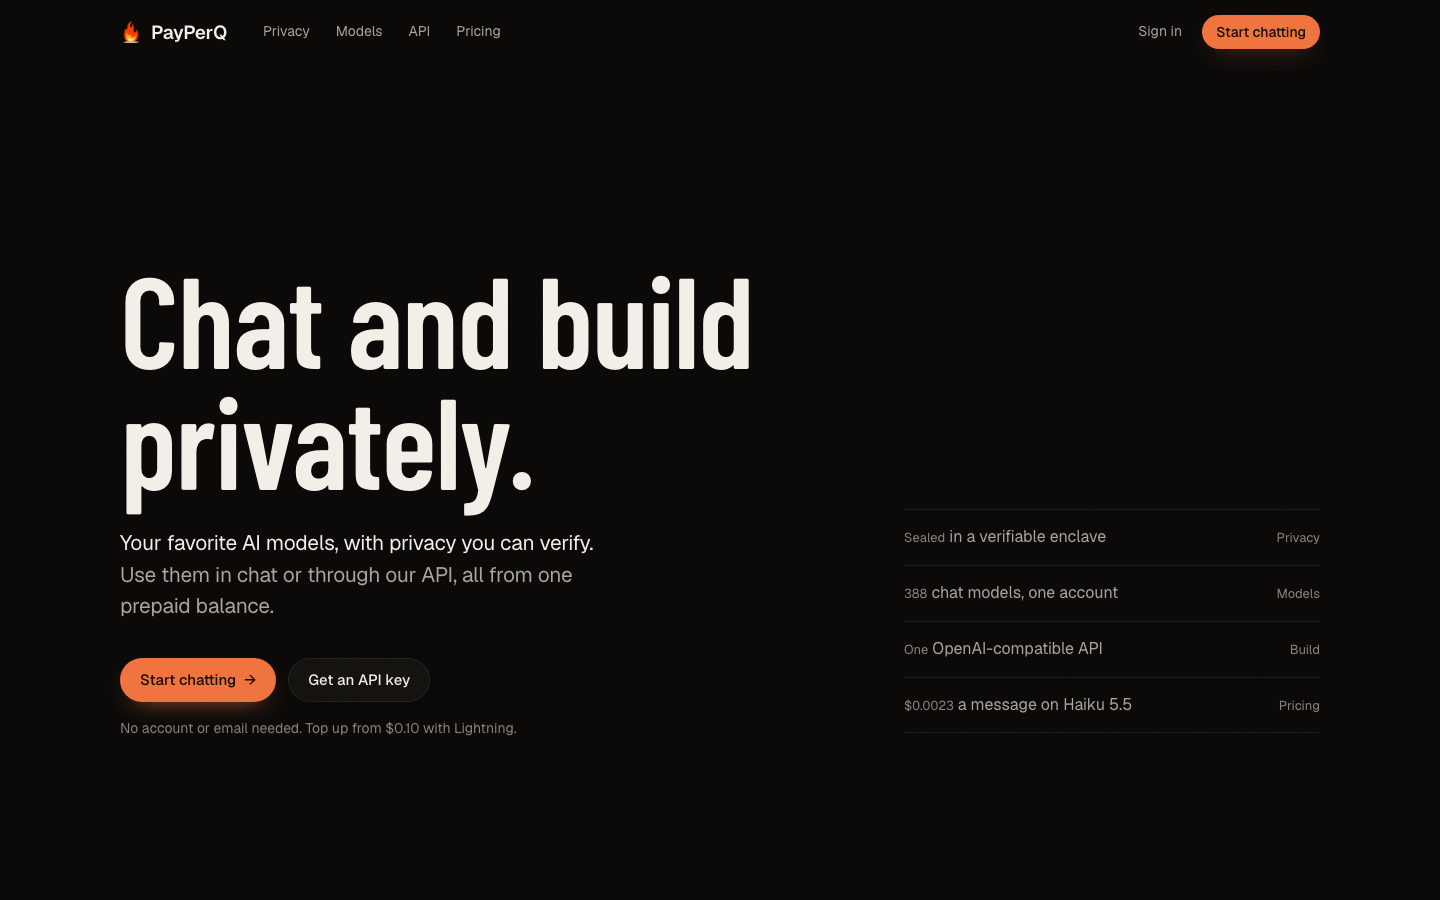 PayPerQ
Privacy
Models
API
Pricing
Sign in
Start chatting
Chat and build
privately.
Your favorite AI models, with privacy you can verify.
Use them in chat or through our API, all from one
prepaid balance.
Start chatting →
Get an API key
No account or email needed. Top up from $0.10 with Lightning.
Sealed in a verifiable enclave
Privacy
388 chat models, one account
Models
One OpenAI-compatible API
Build
$0.0023 a message on Haiku 5.5
Pricing